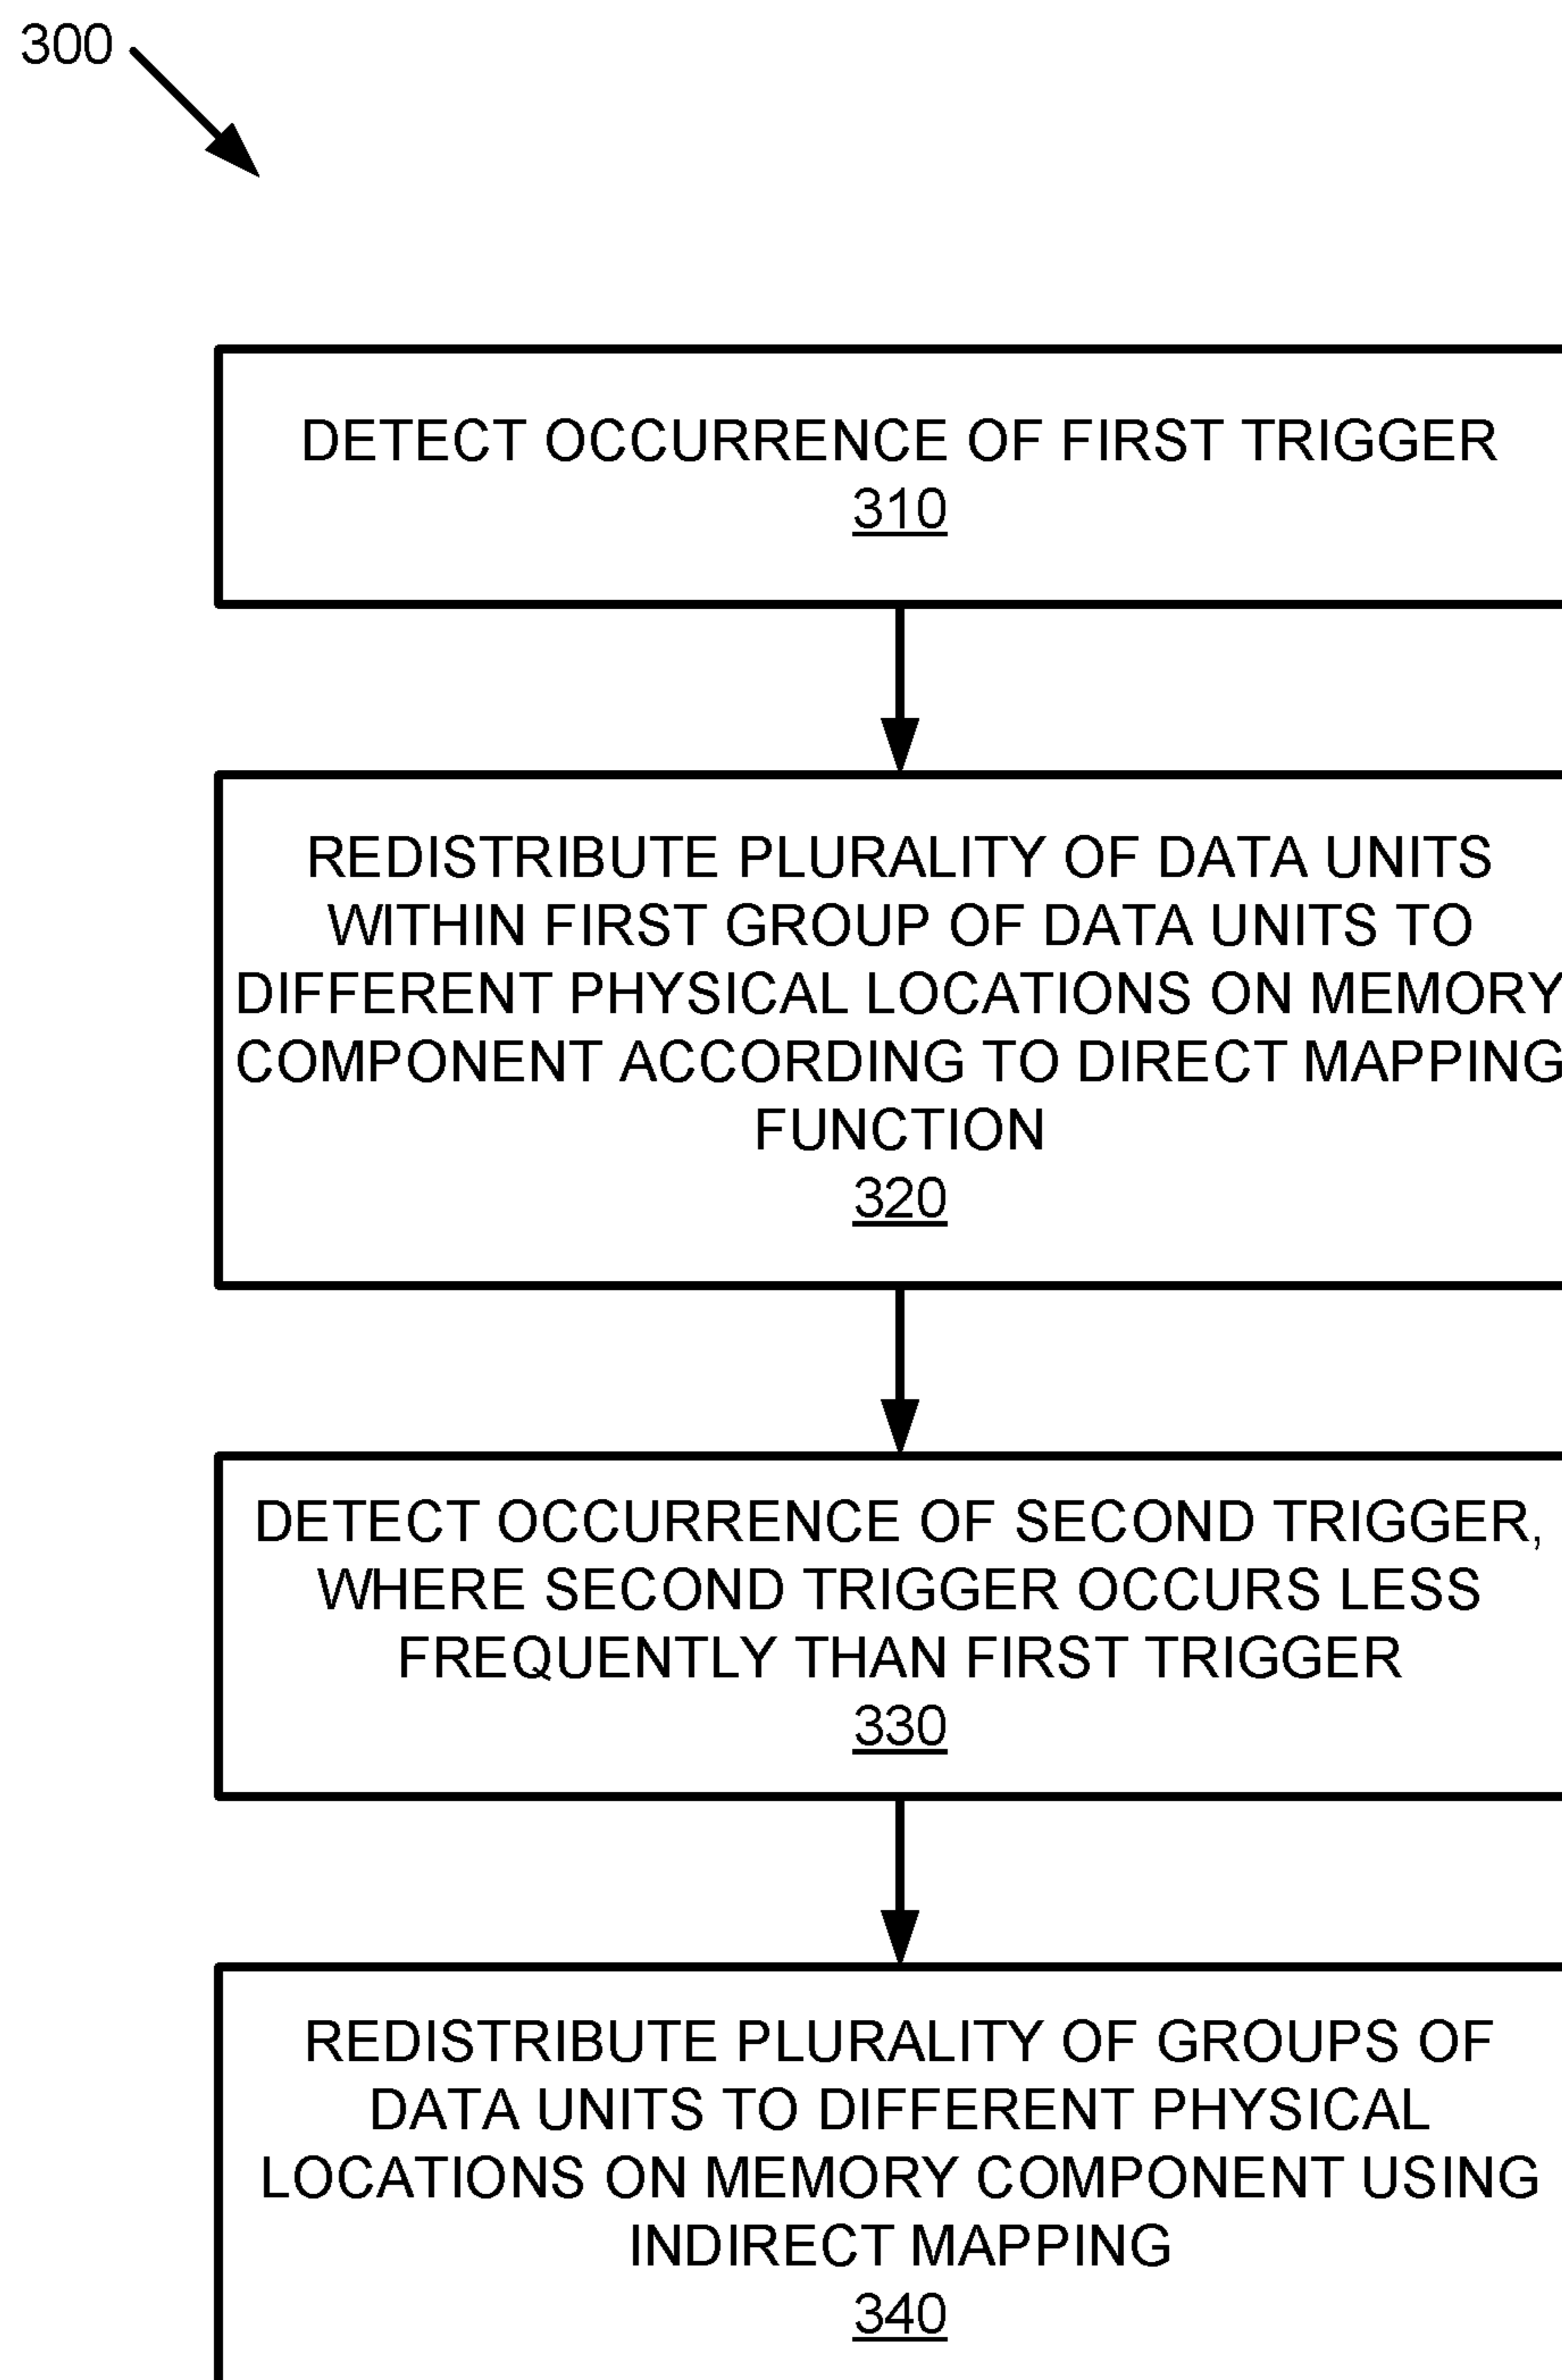 300
DETECT OCCURRENCE OF FIRST TRIGGER
310
REDISTRIBUTE PLURALITY OF DATA UNITS
WITHIN FIRST GROUP OF DATA UNITS TO
DIFFERENT PHYSICAL LOCATIONS ON MEMORY
COMPONENT ACCORDING TO DIRECT MAPPING
FUNCTION
320
DETECT OCCURRENCE OF SECOND TRIGGER,
WHERE SECOND TRIGGER OCCURS LESS
FREQUENTLY THAN FIRST TRIGGER
330
REDISTRIBUTE PLURALITY OF GROUPS OF
DATA UNITS TO DIFFERENT PHYSICAL
LOCATIONS ON MEMORY COMPONENT USING
INDIRECT MAPPING
340